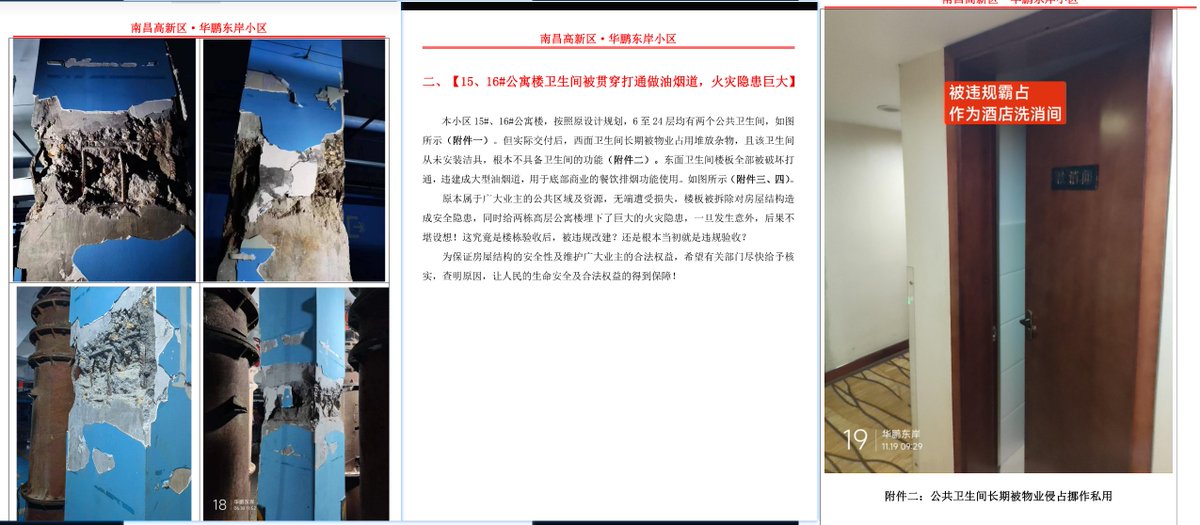 南昌高新区·华鹏东岸小区
18
华鹏东岸
南昌高新区·华鹏东岸小区
二、【15、16#公寓楼卫生间被贯穿打通做油烟道，火灾隐患巨大】
本小区 15#、16#公寓楼，按照原设计规划，6 至 24 层均有两个公共卫生间，如图
所示（附件一）。但实际交付后，西面卫生间长期被物业占用堆放杂物，且该卫生间
从未安装洁具，根本不具备卫生间的功能（附件二）。东面卫生间楼板全部被破坏打
通，违建成大型油烟道，用于底部商业的餐饮排烟功能使用。如图所示（附件三、四）。
原本属于广大业主的公共区域及资源，无端遭受损失，楼板被拆除对房屋结构造
成安全隐患，同时给两栋高层公寓楼埋下了巨大的火灾隐患，一旦发生意外，后果不
堪设想！这究竟是楼栋验收后，被违规改建？还是根本当初就是违规验收？
为保证房屋结构的安全性及维护广大业主的合法权益，希望有关部门尽快给予核
实，查明原因，让人民的生命安全及合法权益的得到保障！
南昌高新区·华鹏东岸小区
被违规霸占
作为酒店洗消间
19
华鹏东岸
11.19 09:29
附件二：公共卫生间长期被物业侵占挪作私用